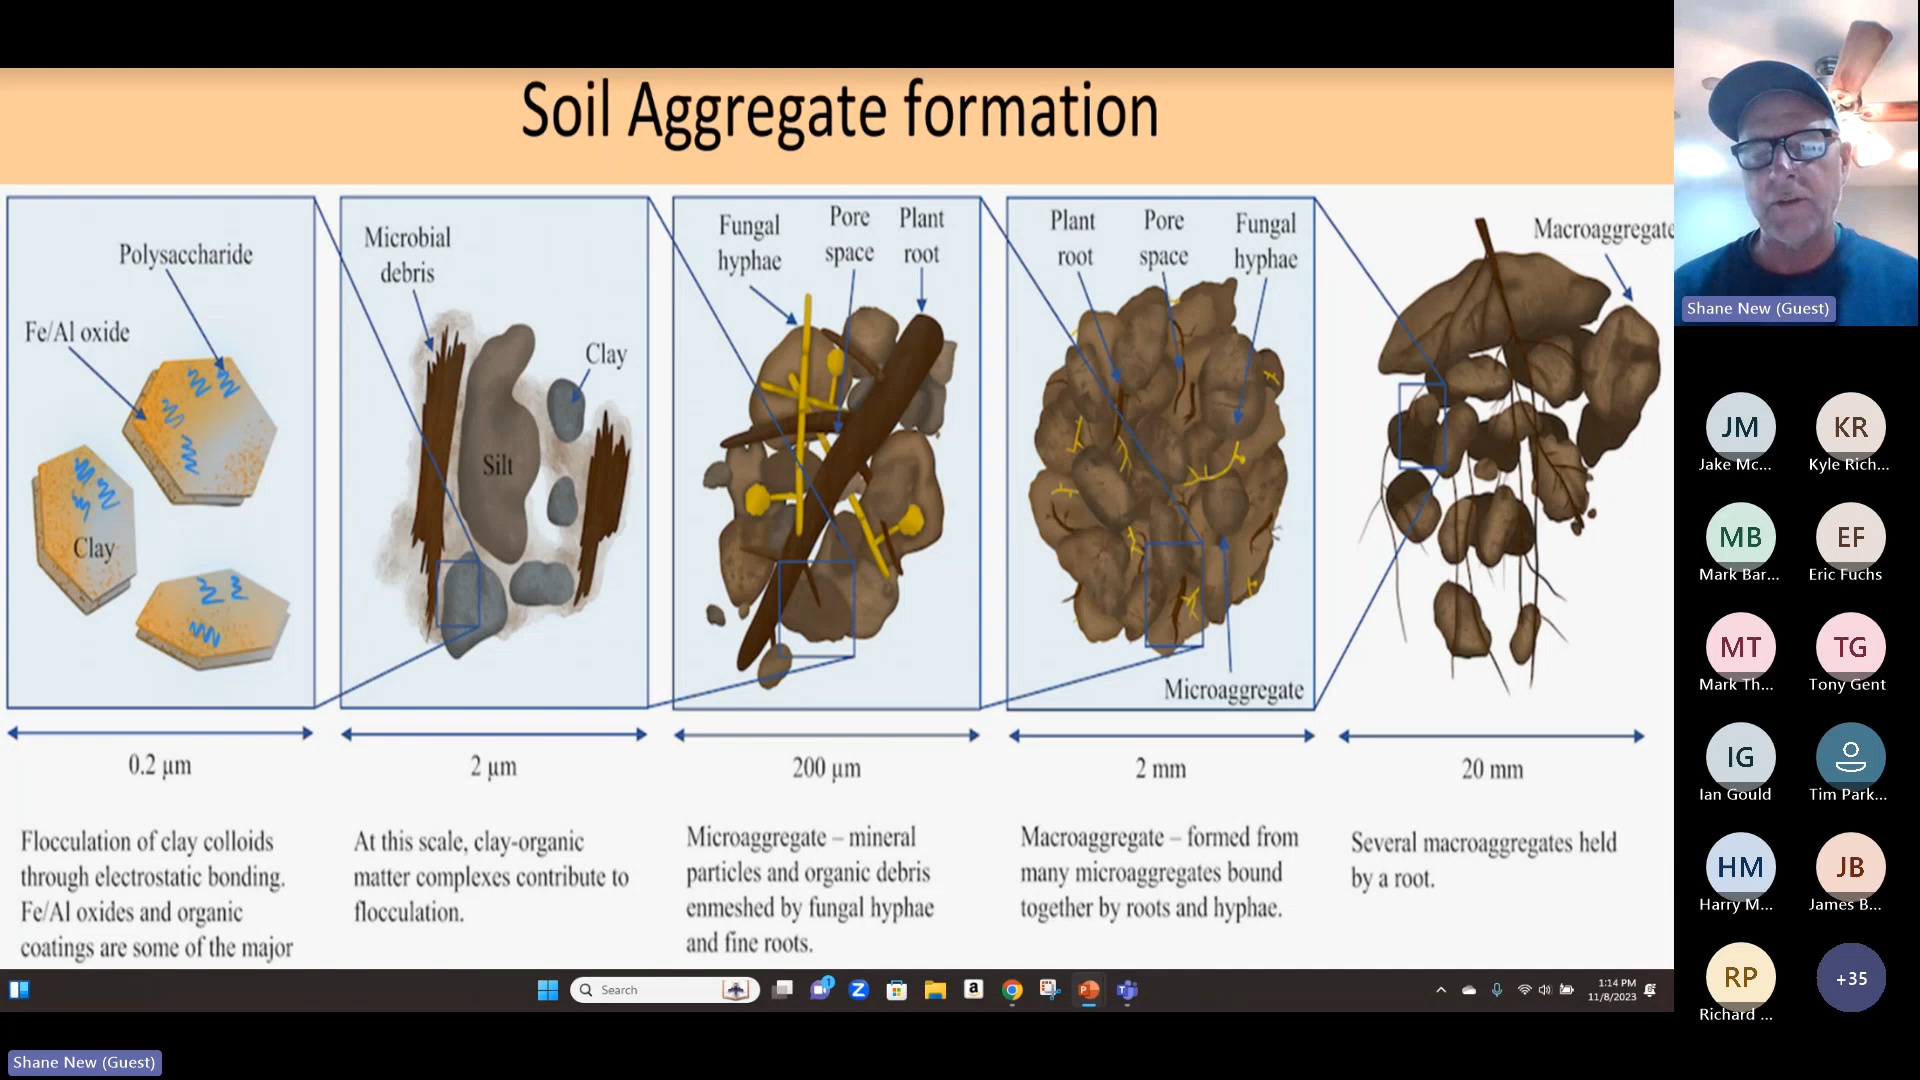 Soil Aggregate formation
Polysaccharide
Fe/Al oxide
Clay
0.2 µm
Flocculation of clay colloids
through electrostatic bonding.
Fe/Al oxides and organic
coatings are some of the major
Microbial
debris
Clay
Silt
2 µm
At this scale, clay-organic
matter complexes contribute to
flocculation.
Fungal
hyphae
Pore
space
Plant
root
200 µm
Microaggregate – mineral
particles and organic debris
enmeshed by fungal hyphae
and fine roots.
Plant
root
Pore
space
Fungal
hyphae
Microaggregate
2 mm
Macroaggregate – formed from
many microaggregates bound
together by roots and hyphae.
Macroaggregate
20 mm
Several macroaggregates held
by a root.
Search
1
Z
a
P
T
1:14 PM
11/8/2023
Shane New (Guest)
Shane New (Guest)
JM
Jake Mc...
KR
Kyle Rich...
MB
Mark Bar...
EF
Eric Fuchs
MT
Mark Th...
TG
Tony Gent
IG
Ian Gould
Tim Park...
HM
Harry M...
JB
James B...
RP
Richard ...
+35